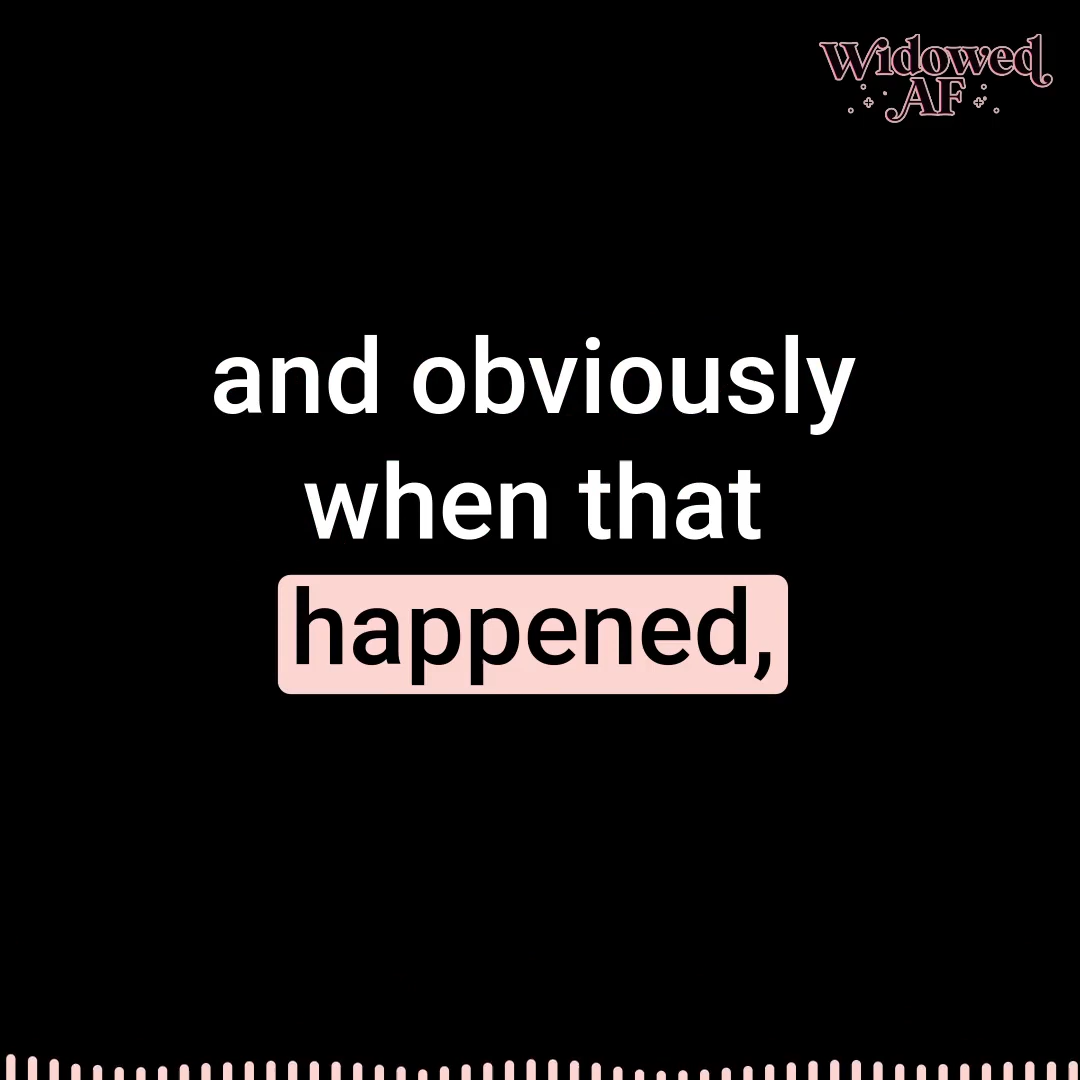 Widowed
AF
and obviously
when that
happened,